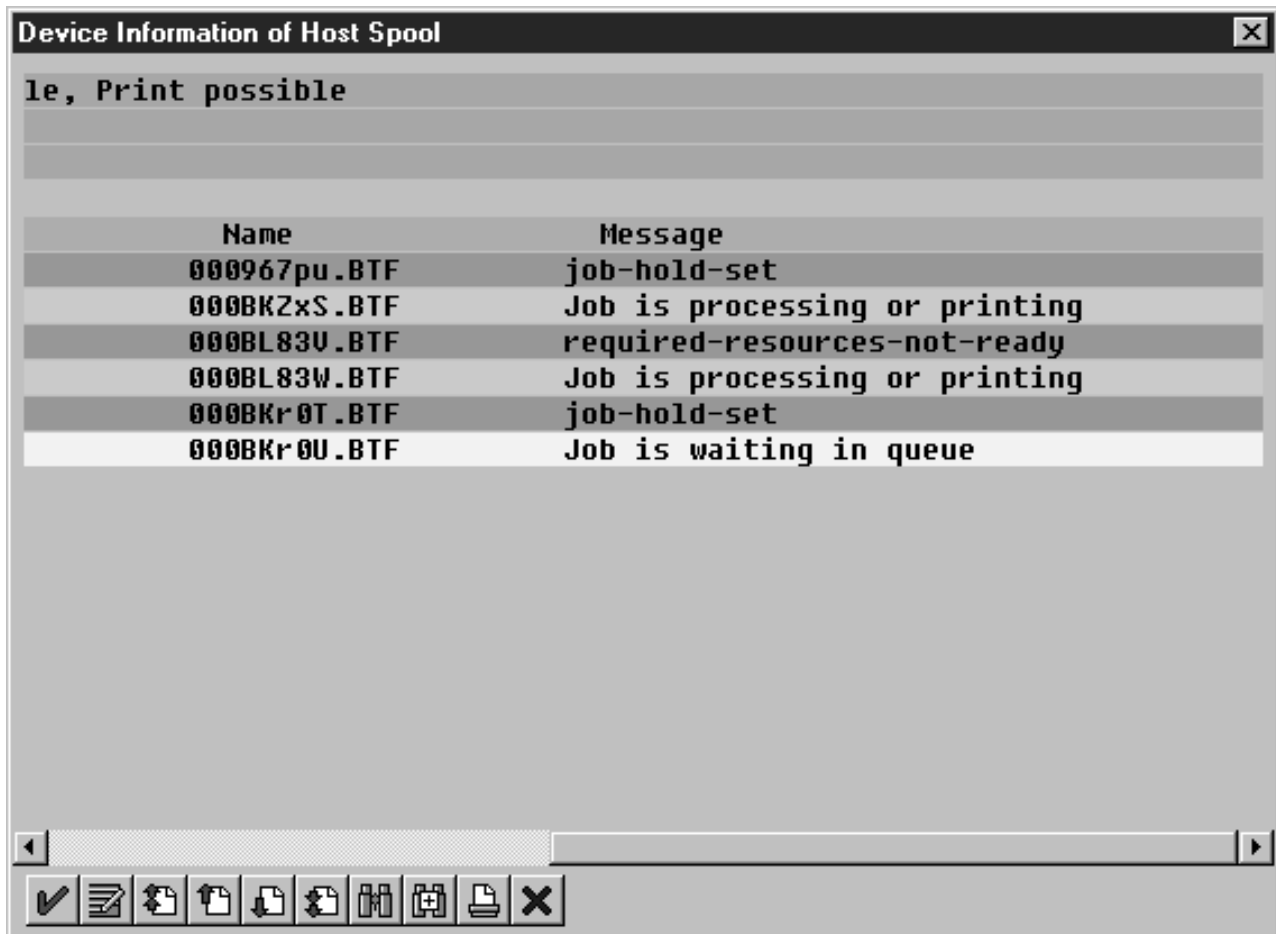 Device Information of Host Spool
le, Print possible
Name Message
000967pu.BTF job-hold-set
000BKZxS.BTF Job is processing or printing
000BL83V.BTF required-resources-not-ready
000BL83W.BTF Job is processing or printing
000BKr0T.BTF job-hold-set
000BKr0U.BTF Job is waiting in queue